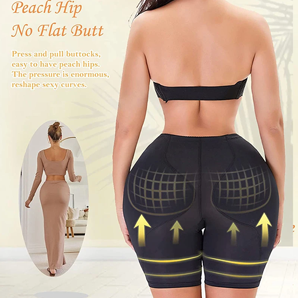 Peach Hip
No Flat Butt
Press and pull buttocks,
easy to have peach hips.
The pressure is enormous,
reshape sexy curves.